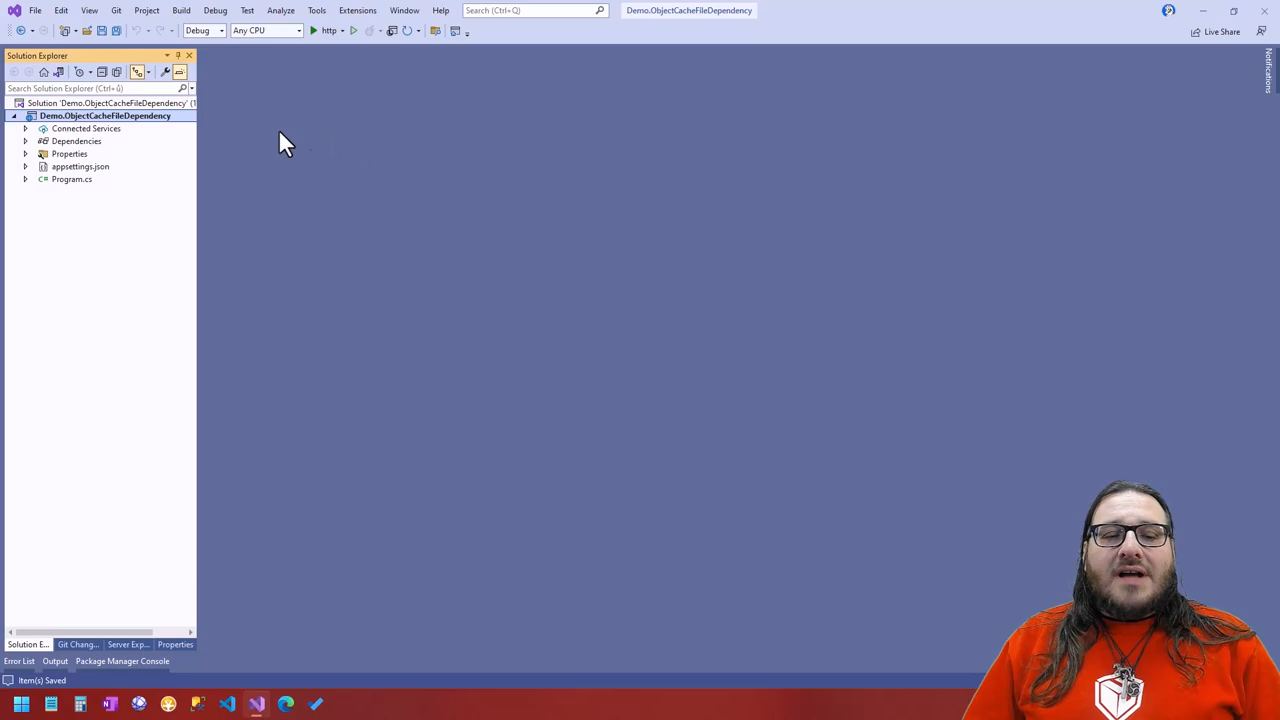 File Edit View Git Project Build Debug Test Analyze Tools Extensions Window Help Search (Ctrl+Q) Demo.ObjectCacheFileDependency
Debug Any CPU http Live Share
Solution Explorer
Notifications
Search Solution Explorer (Ctrl+ů)
Solution 'Demo.ObjectCacheFileDependency' (1
Demo.ObjectCacheFileDependency
Connected Services
Dependencies
Properties
appsettings.json
C# Program.cs
Solution E... Git Chang... Server Exp... Properties
Error List Output Package Manager Console
Item(s) Saved